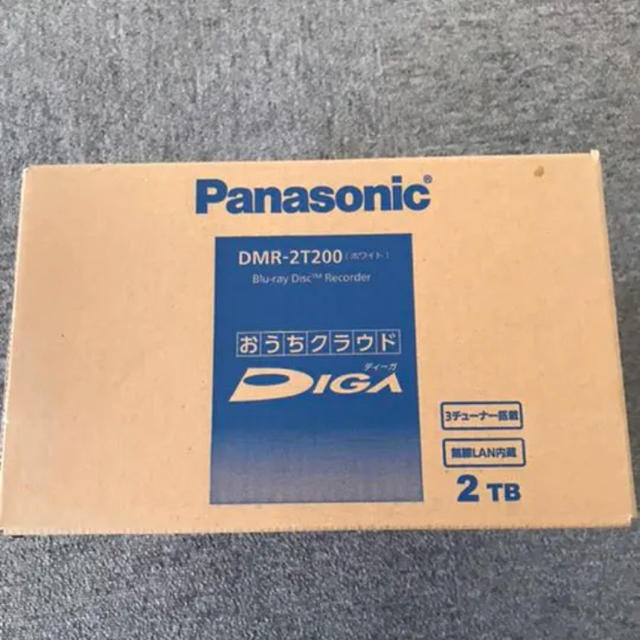 Panasonic®
DMR-2T200（ホワイト）
Blu-ray Disc™ Recorder
おうちクラウド
ディーガ
DIGA
3チューナー搭載
無線LAN内蔵
2 TB